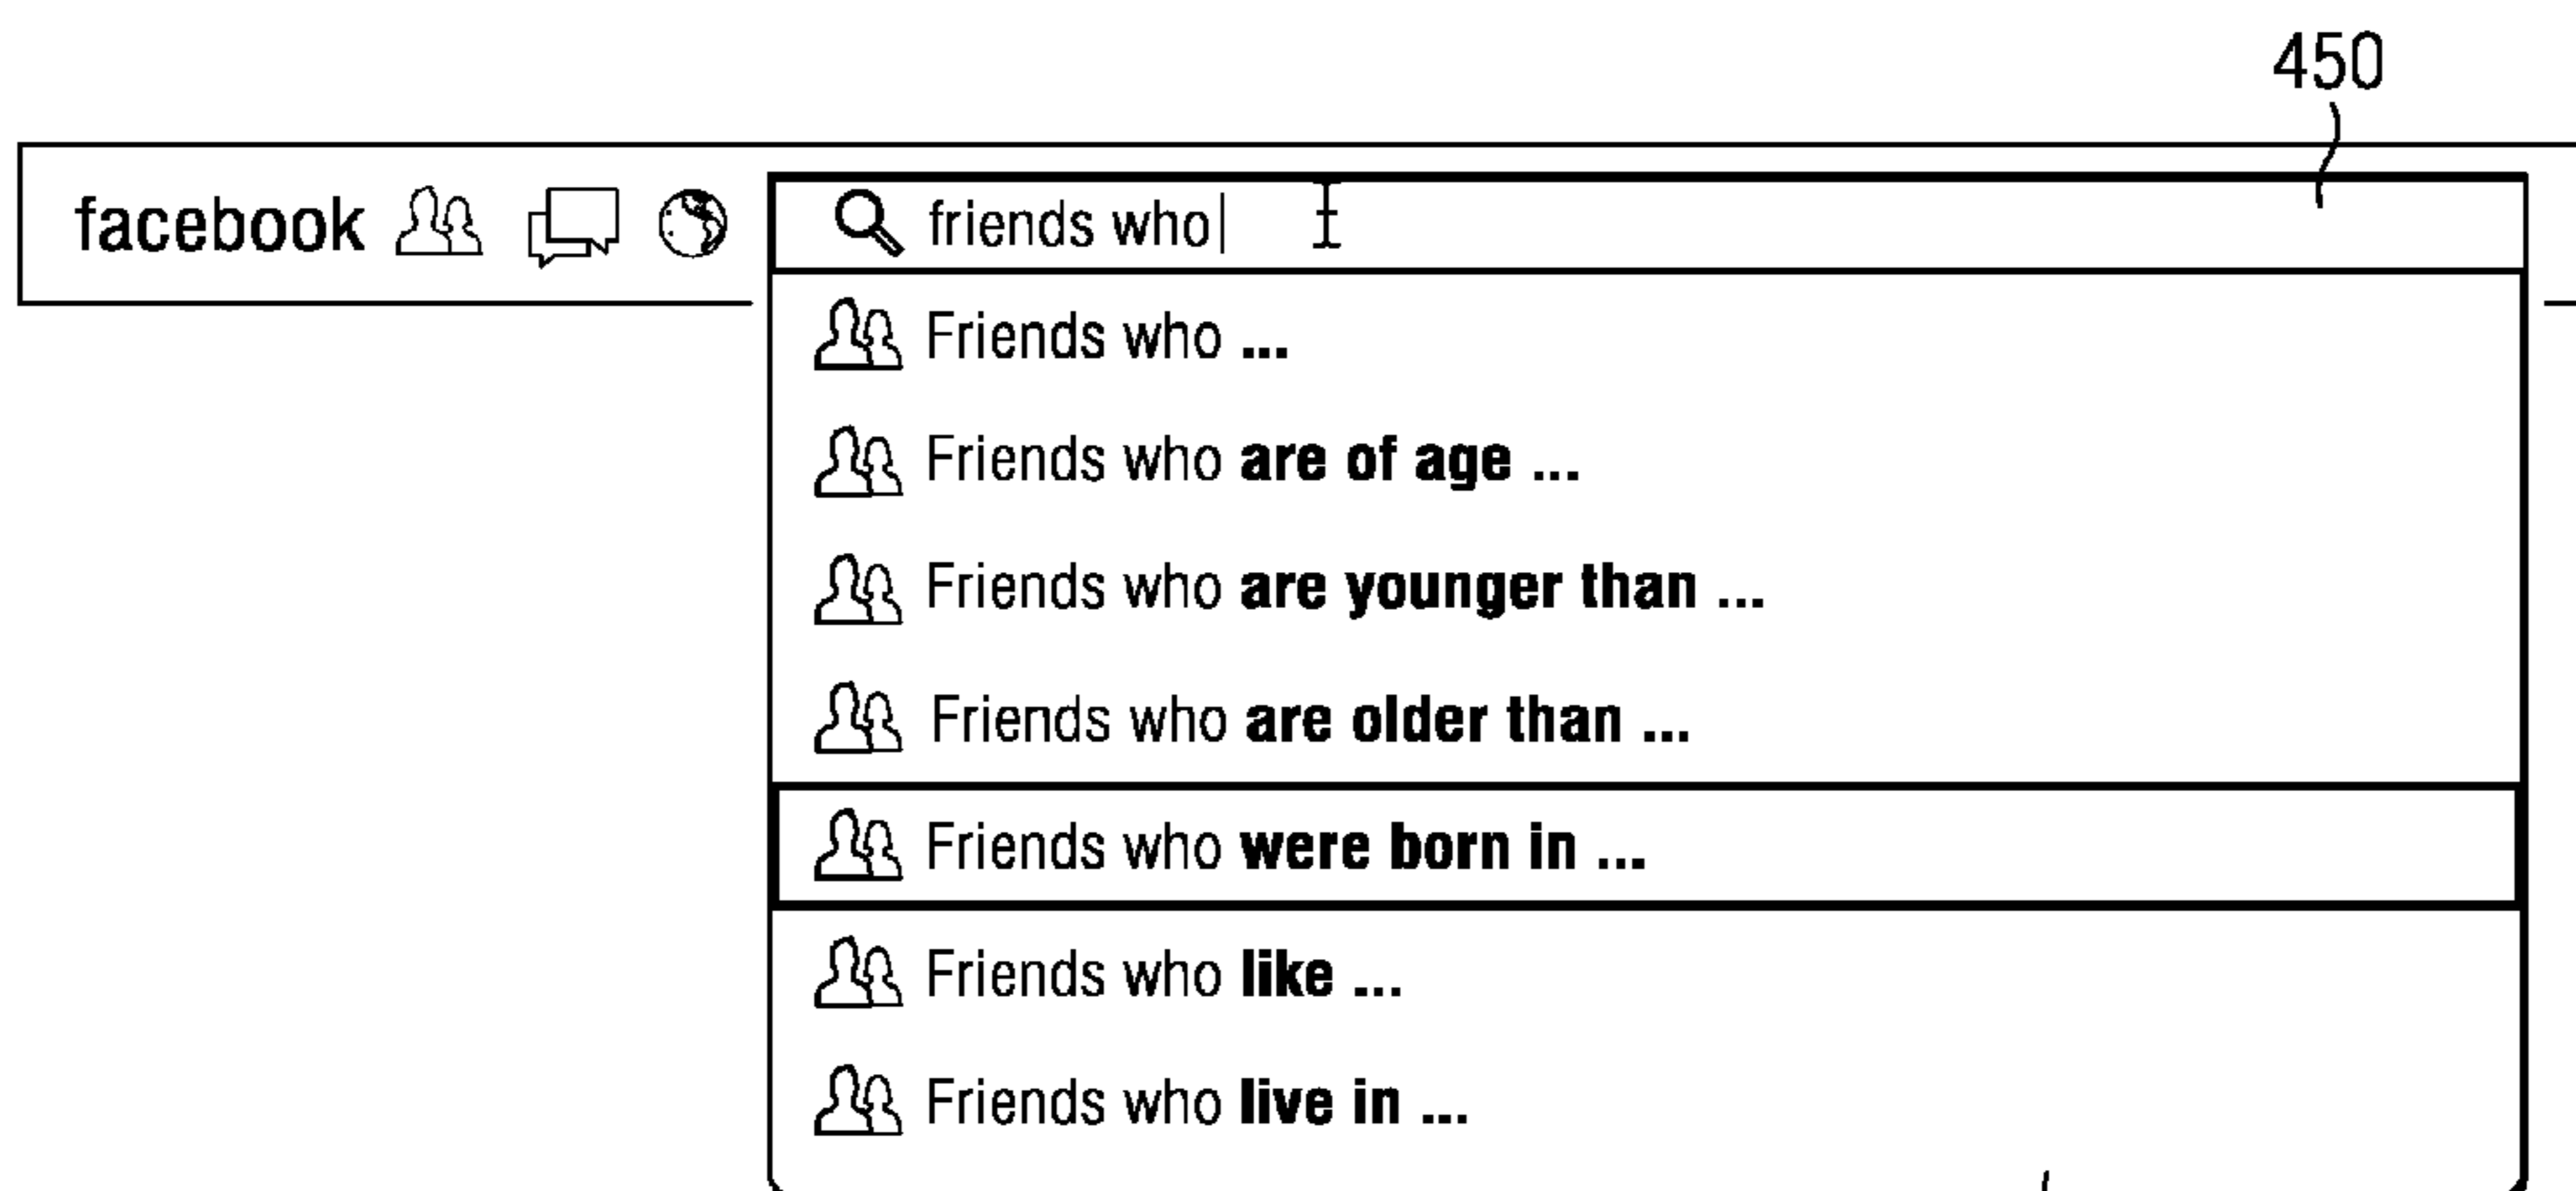 450
facebook friends who
Friends who ...
Friends who are of age ...
Friends who are younger than ...
Friends who are older than ...
Friends who were born in ...
Friends who like ...
Friends who live in ...